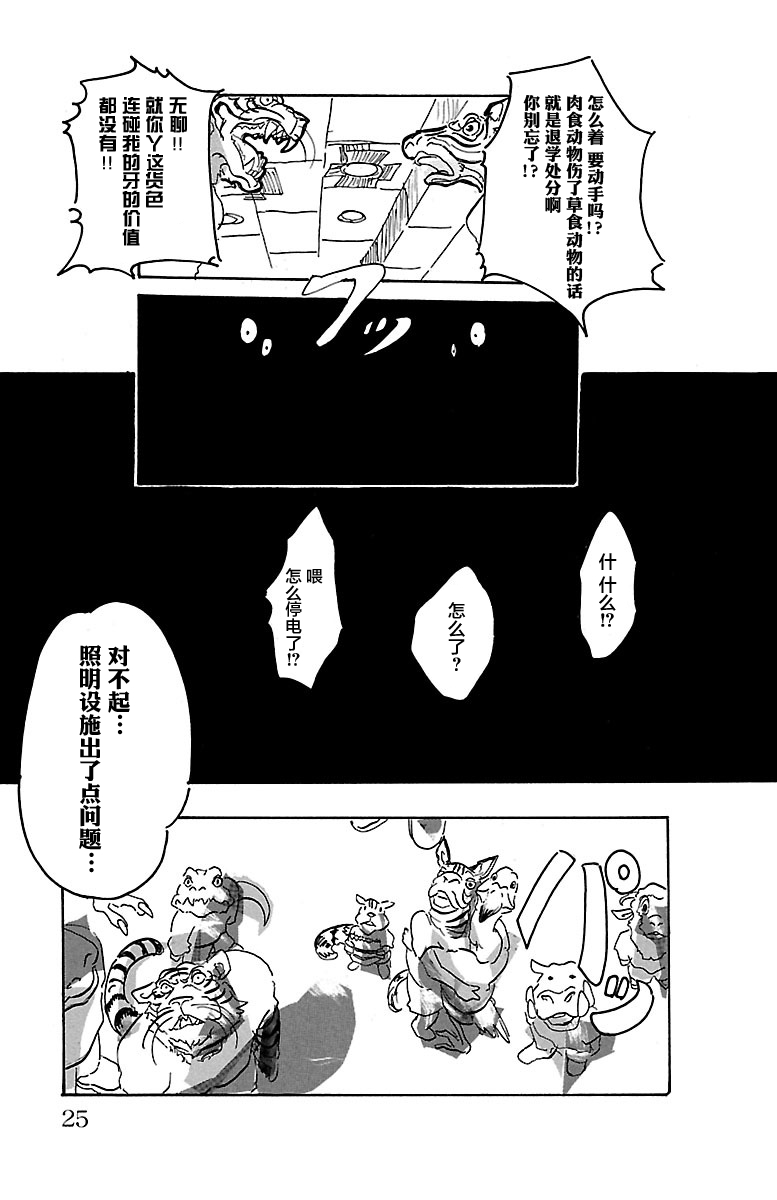 怎么着 要动手吗!?
肉食动物伤了草食动物的话
就是退学处分啊
你别忘了!?
无聊!!
就你丫这货色
连碰我的牙的价值
都没有!!
フッ
什 什么!?
怎么了?
喂
怎么停电了!?
对不起…
照明设施出了点问题…
パッ
25